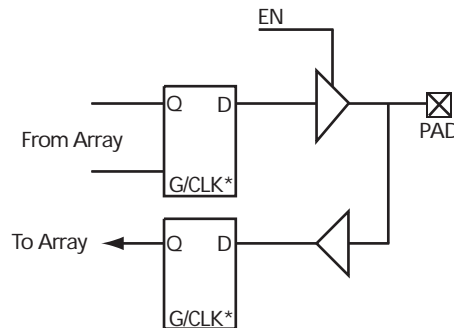 EN
Q D
From Array
PAD
G/CLK*
To Array
Q D
G/CLK*